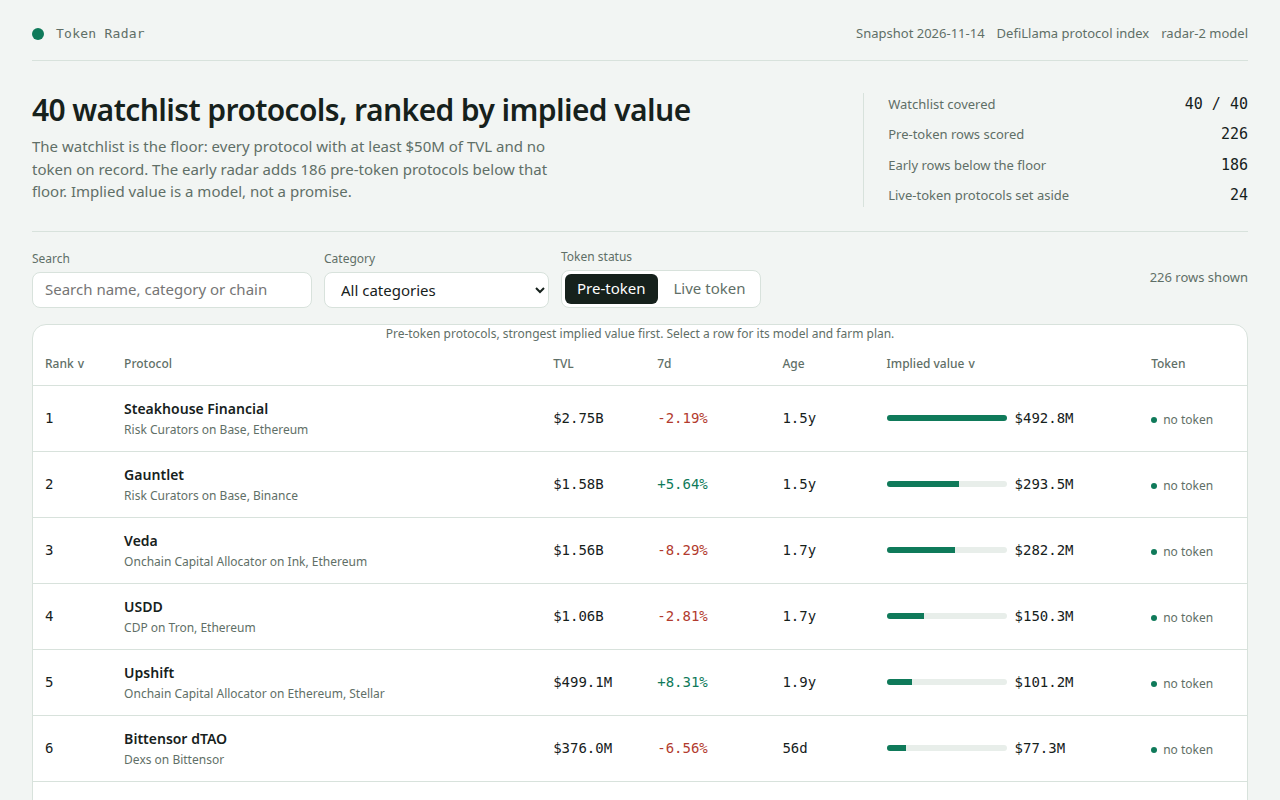 Token Radar
Snapshot 2026-11-14 DefiLlama protocol index radar-2 model
40 watchlist protocols, ranked by implied value
The watchlist is the floor: every protocol with at least $50M of TVL and no
token on record. The early radar adds 186 pre-token protocols below that
floor. Implied value is a model, not a promise.
Watchlist covered 40 / 40
Pre-token rows scored 226
Early rows below the floor 186
Live-token protocols set aside 24
Search
Search name, category or chain
Category
All categories
Token status
Pre-token Live token
226 rows shown
Pre-token protocols, strongest implied value first. Select a row for its model and farm plan.
Rank v Protocol TVL 7d Age Implied value v Token
1 Steakhouse Financial $2.75B -2.19% 1.5y $492.8M no token
Risk Curators on Base, Ethereum
2 Gauntlet $1.58B +5.64% 1.5y $293.5M no token
Risk Curators on Base, Binance
3 Veda $1.56B -8.29% 1.7y $282.2M no token
Onchain Capital Allocator on Ink, Ethereum
4 USDD $1.06B -2.81% 1.7y $150.3M no token
CDP on Tron, Ethereum
5 Upshift $499.1M +8.31% 1.9y $101.2M no token
Onchain Capital Allocator on Ethereum, Stellar
6 Bittensor dTAO $376.0M -6.56% 56d $77.3M no token
Dexs on Bittensor